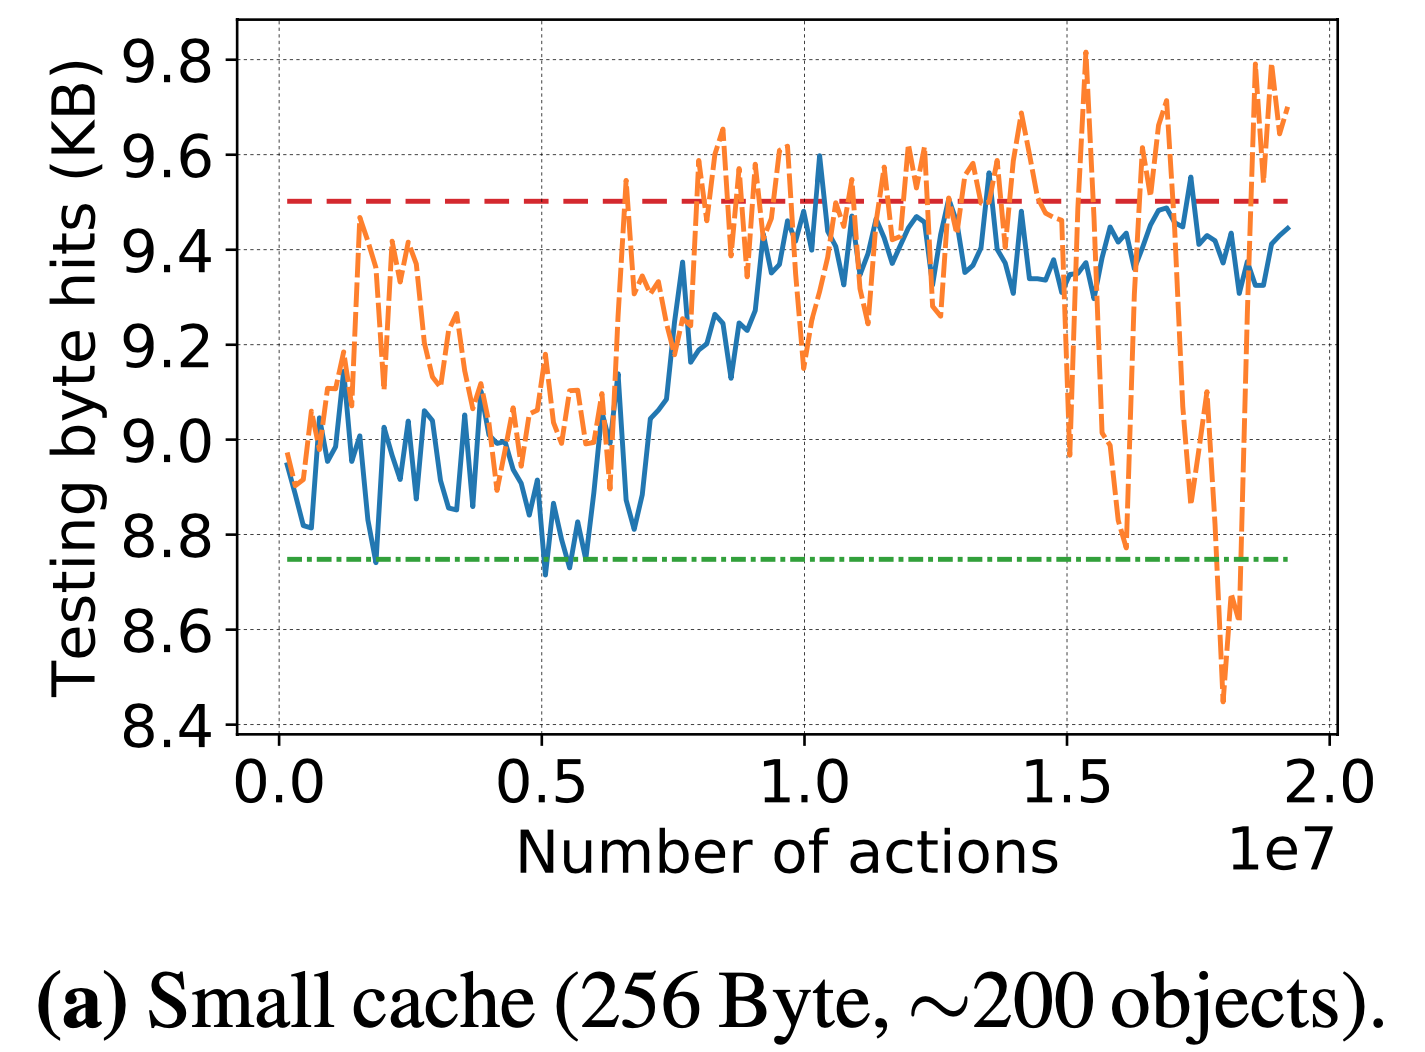 Testing byte hits (KB)
9.8
9.6
9.4
9.2
9.0
8.8
8.6
8.4
0.0 0.5 1.0 1.5 2.0
Number of actions 1e7
(a) Small cache (256 Byte, ~200 objects).